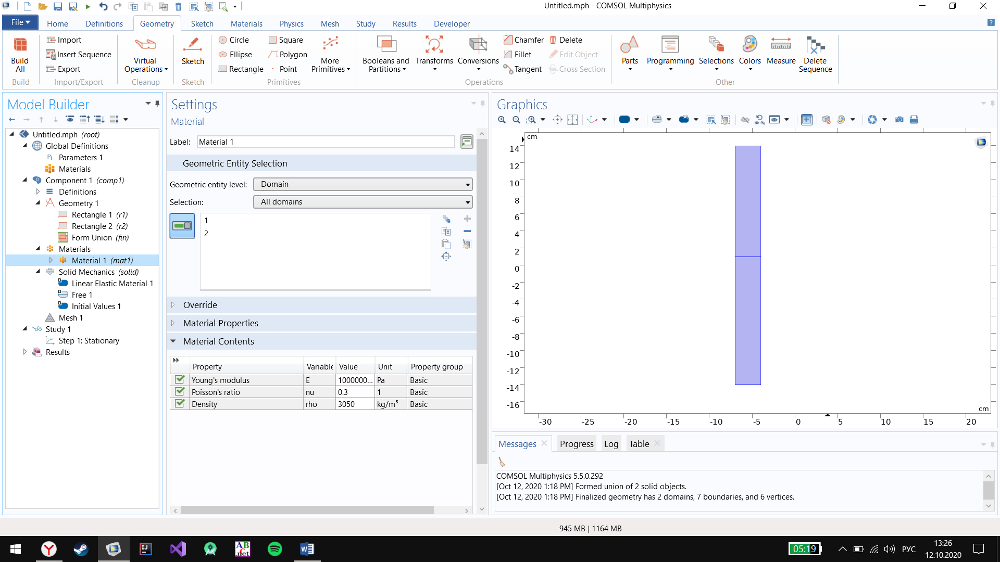 Untitled.mph - COMSOL Multiphysics
File Home Definitions Geometry Sketch Materials Physics Mesh Study Results Developer
Build All
Build
Import
Insert Sequence
Export
Import/Export
Virtual Operations
Cleanup
Sketch
Sketch
Circle Square
Ellipse Polygon
Rectangle Point
More Primitives
Primitives
Booleans and Partitions
Transforms
Conversions
Chamfer Delete
Fillet Edit Object
Tangent Cross Section
Operations
Parts
Programming
Selections
Colors
Measure
Delete Sequence
Other
Model Builder
Untitled.mph (root)
Global Definitions
Pi Parameters 1
Materials
Component 1 (comp1)
Definitions
Geometry 1
Rectangle 1 (r1)
Rectangle 2 (r2)
Form Union (fin)
Materials
Material 1 (mat1)
Solid Mechanics (solid)
Linear Elastic Material 1
Free 1
Initial Values 1
Mesh 1
Study 1
Step 1: Stationary
Results
Settings
Material
Label: Material 1
Geometric Entity Selection
Geometric entity level: Domain
Selection: All domains
1
2
Override
Material Properties
Material Contents
Property Variable Value Unit Property group
Young's modulus E 1000000... Pa Basic
Poisson's ratio nu 0.3 1 Basic
Density rho 3050 kg/m³ Basic
Graphics
cm
14
12
10
8
6
4
2
0
-2
-4
-6
-8
-10
-12
-14
-16
cm
-30 -25 -20 -15 -10 -5 0 5 10 15 20
Messages Progress Log Table
COMSOL Multiphysics 5.5.0.292
[Oct 12, 2020 1:18 PM] Formed union of 2 solid objects.
[Oct 12, 2020 1:18 PM] Finalized geometry has 2 domains, 7 boundaries, and 6 vertices.
945 MB | 1164 MB
05:19 РУС 13:26
12.10.2020